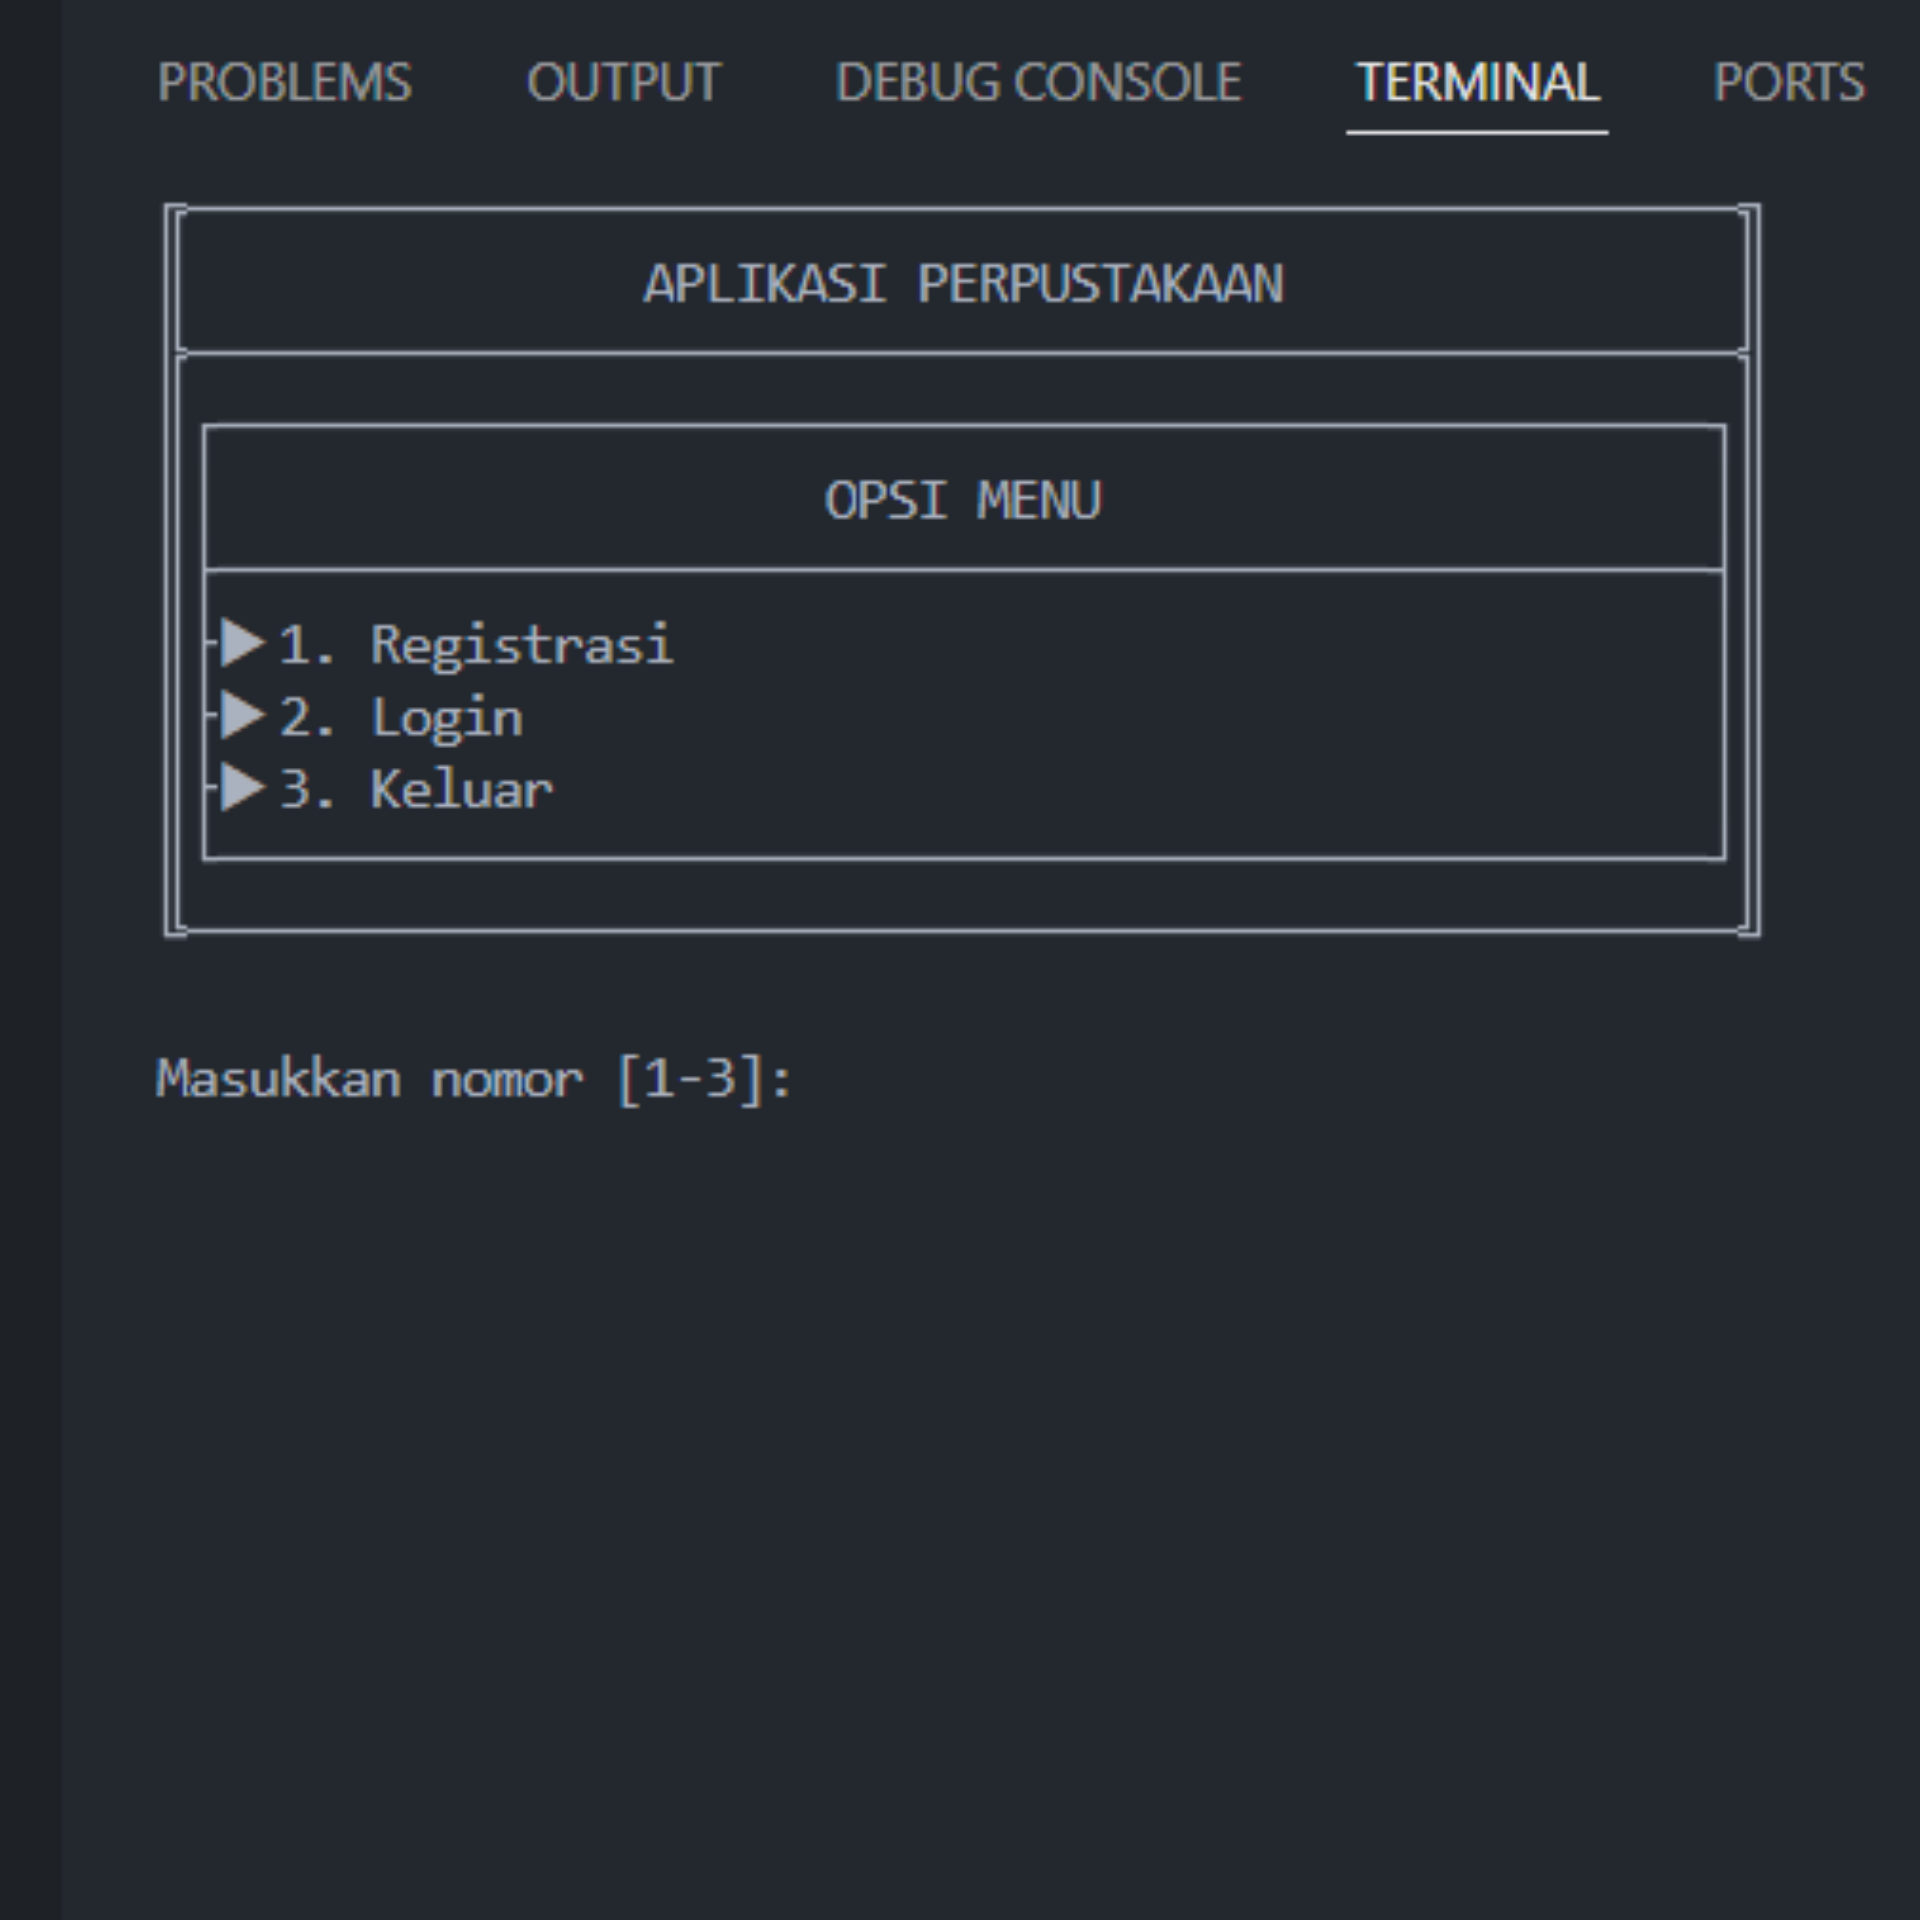 PROBLEMS OUTPUT DEBUG CONSOLE TERMINAL PORTS
APLIKASI PERPUSTAKAAN
OPSI MENU
1. Registrasi
2. Login
3. Keluar
Masukkan nomor [1-3]: